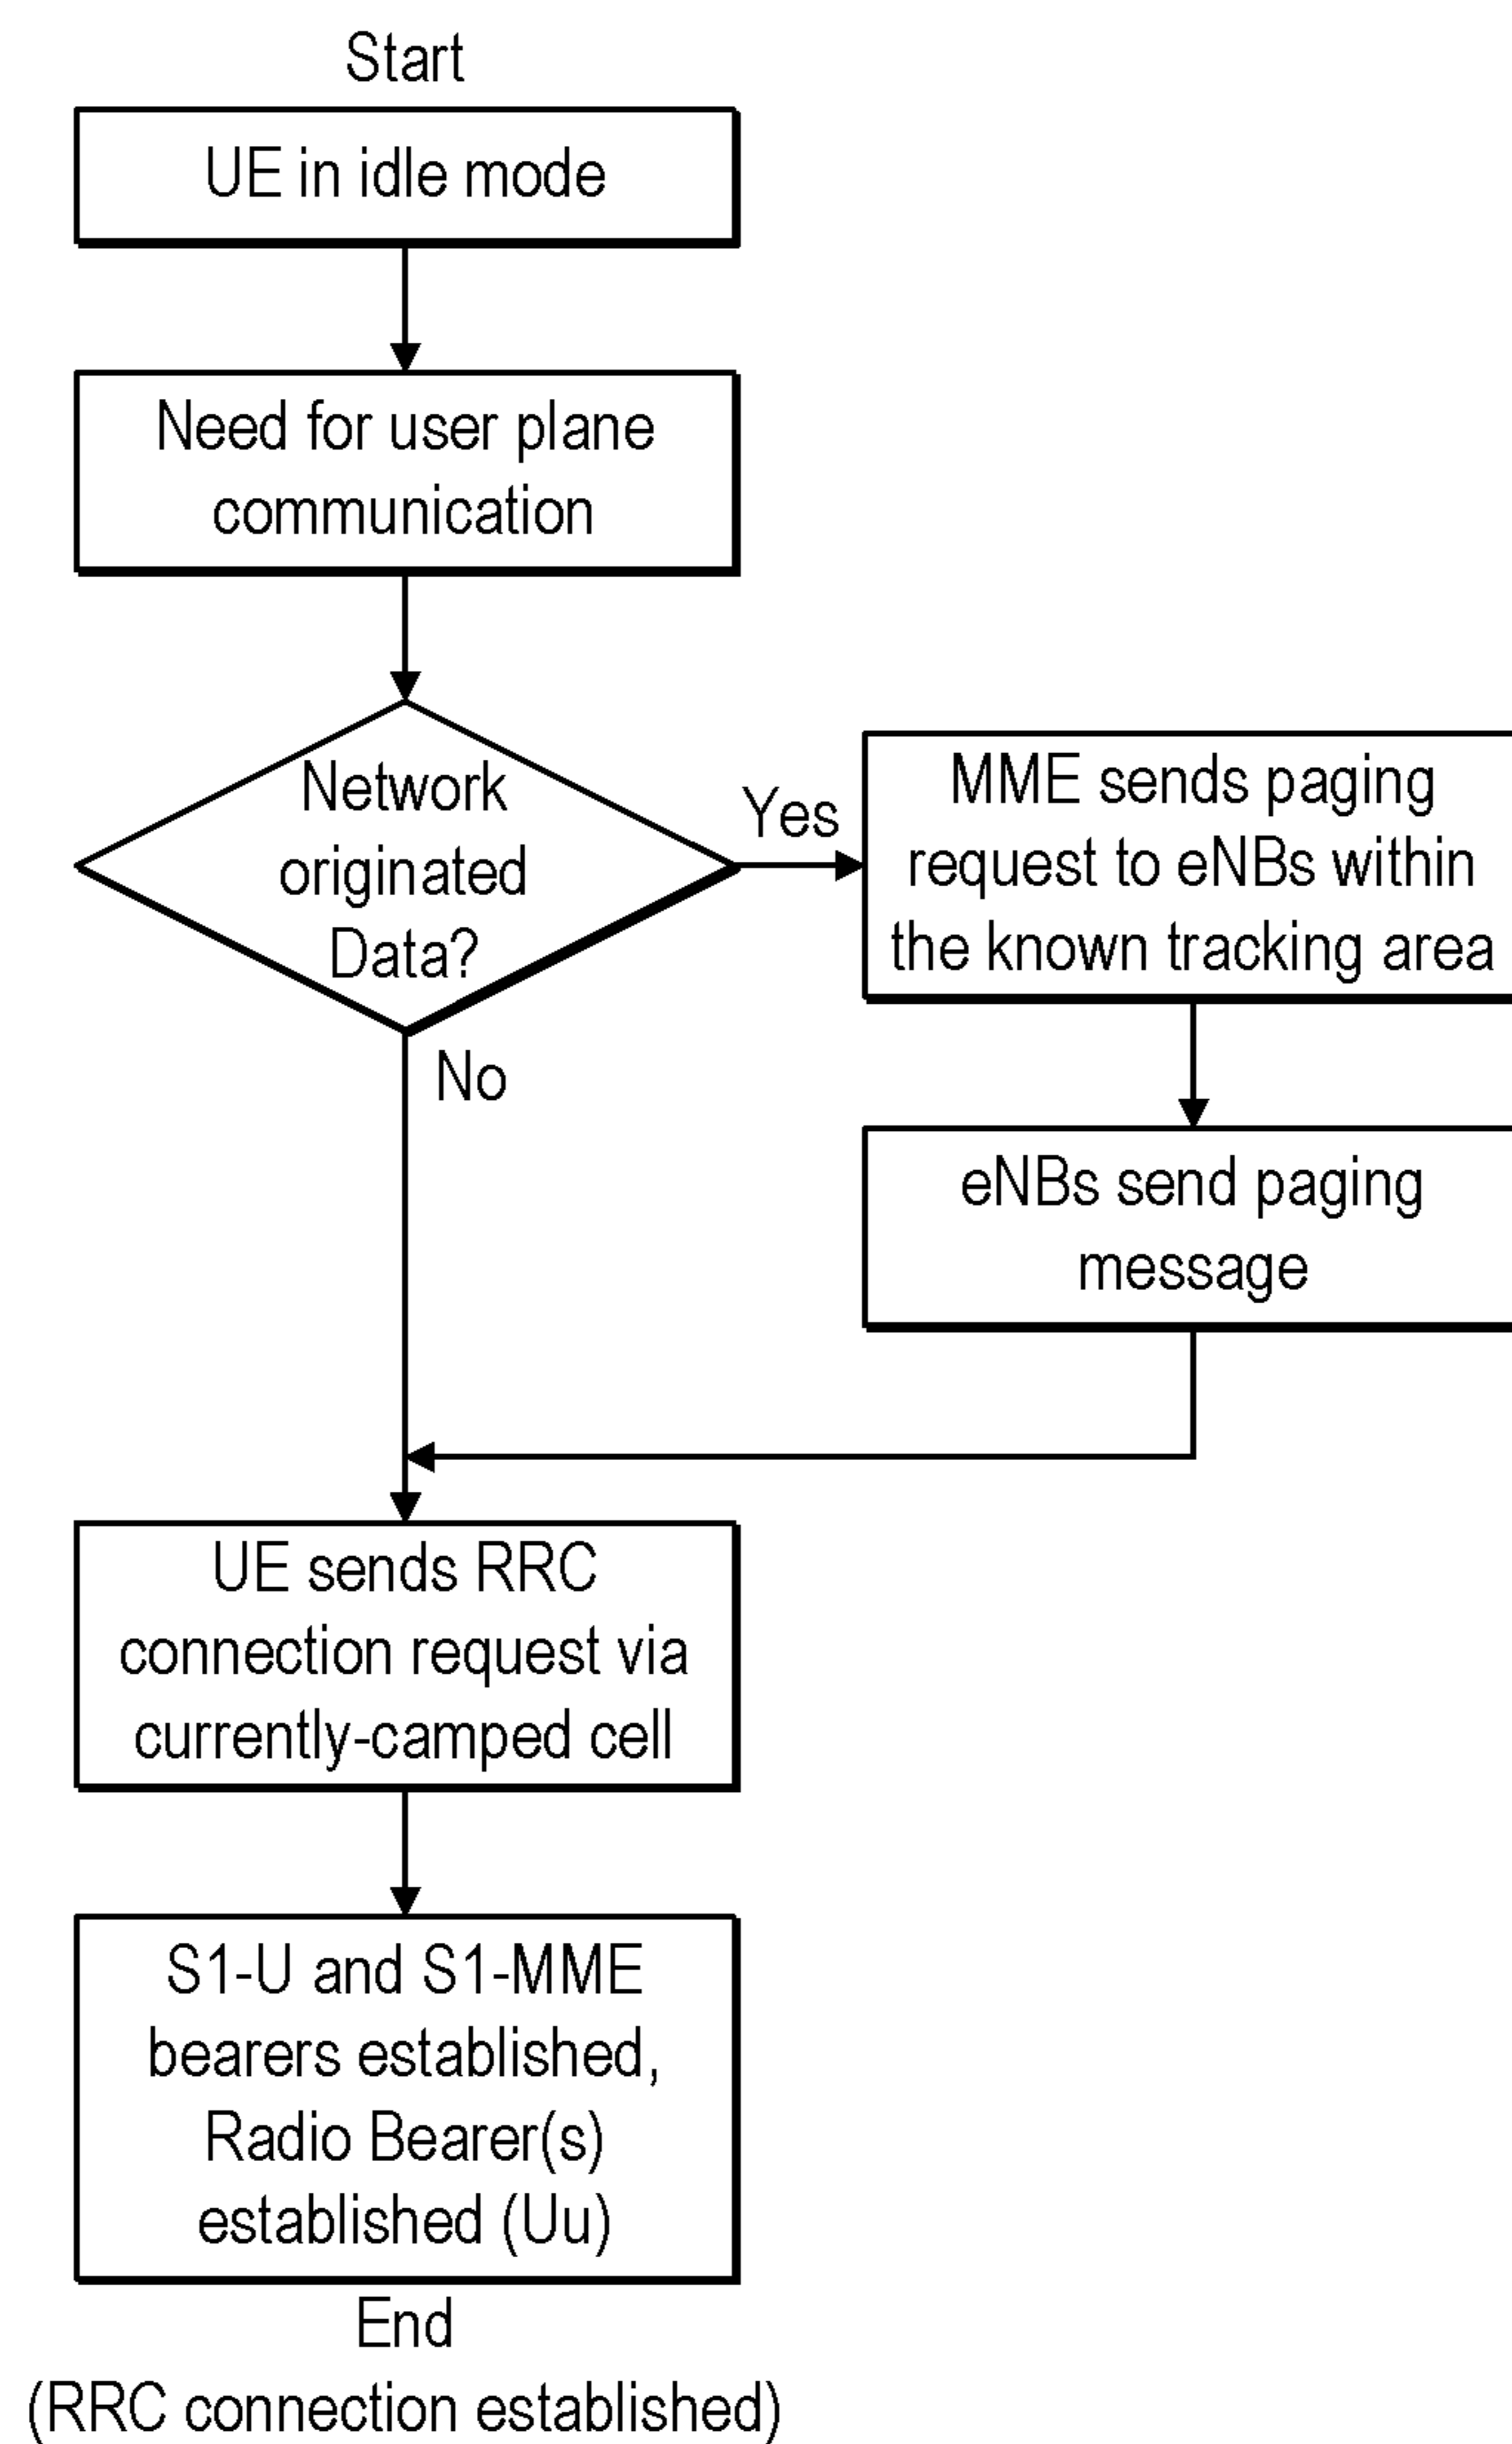 Start
UE in idle mode
Need for user plane
communication
Network
originated
Data?
Yes
MME sends paging
request to eNBs within
the known tracking area
No
eNBs send paging
message
UE sends RRC
connection request via
currently-camped cell
S1-U and S1-MME
bearers established,
Radio Bearer(s)
established (Uu)
End
(RRC connection established)